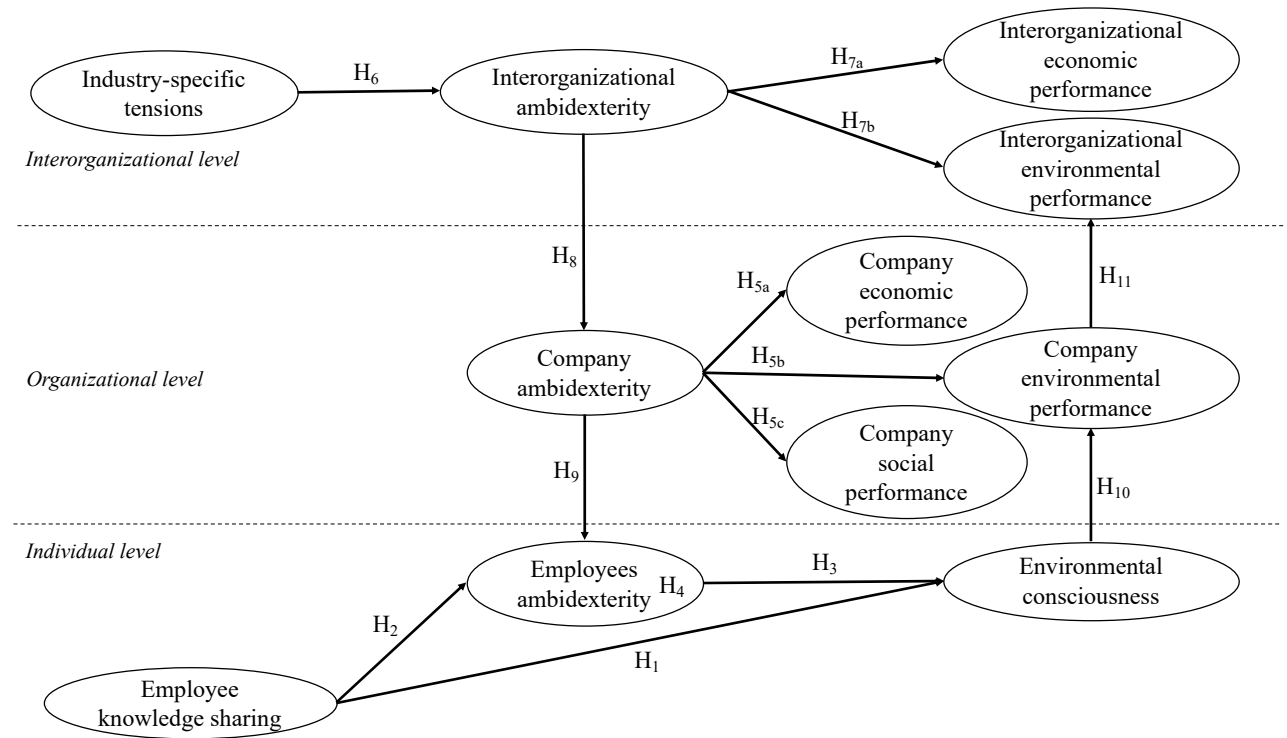 Industry-specific
tensions
H6
Interorganizational
ambidexterity
H7a
Interorganizational
economic
performance
H7b
Interorganizational
environmental
performance
Interorganizational level
H8
H5a
Company
economic
performance
H11
Organizational level
Company
ambidexterity
H5b
Company
environmental
performance
H5c
Company
social
performance
H9
H10
Individual level
Employees
ambidexterity
H4
H3
Environmental
consciousness
H2
H1
Employee
knowledge sharing